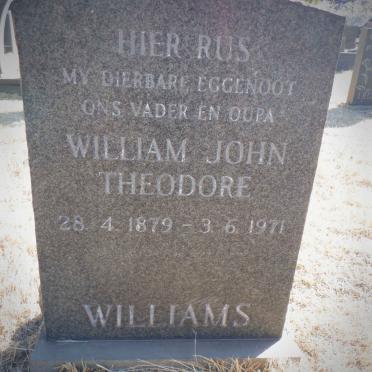 HIER RUS
MY DIERBARE EGGENOOT
ONS VADER EN OUPA
WILLIAM JOHN
THEODORE
28. 4. 1879 – 3. 6. 1971
WILLIAMS